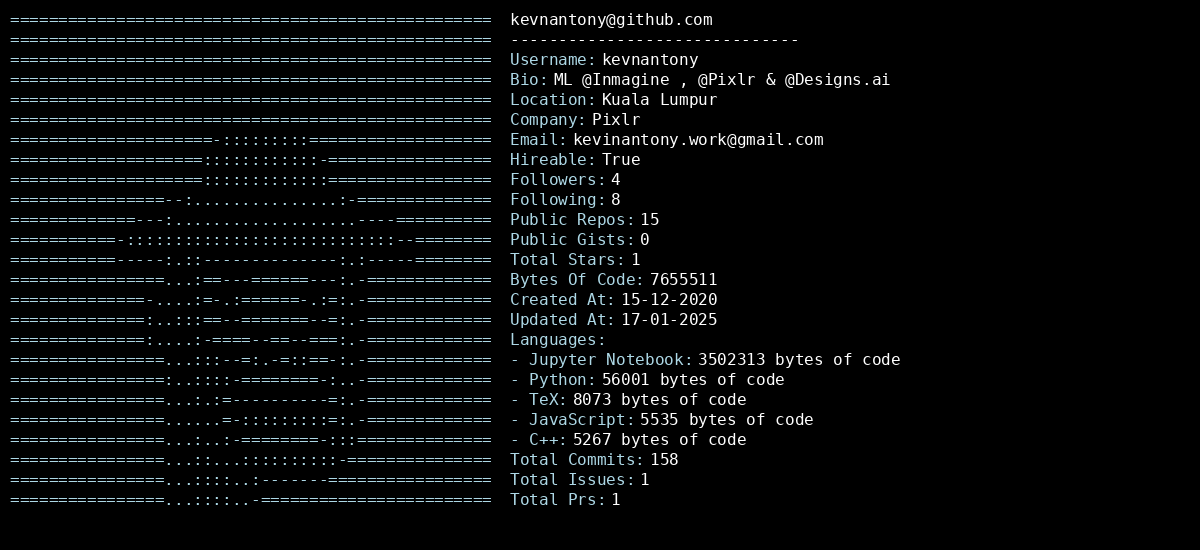 kevnantony@github.com
------------------------------
Username: kevnantony
Bio: ML @Inmagine , @Pixlr & @Designs.ai
Location: Kuala Lumpur
Company: Pixlr
Email: kevinantony.work@gmail.com
Hireable: True
Followers: 4
Following: 8
Public Repos: 15
Public Gists: 0
Total Stars: 1
Bytes Of Code: 7655511
Created At: 15-12-2020
Updated At: 17-01-2025
Languages:
- Jupyter Notebook: 3502313 bytes of code
- Python: 56001 bytes of code
- TeX: 8073 bytes of code
- JavaScript: 5535 bytes of code
- C++: 5267 bytes of code
Total Commits: 158
Total Issues: 1
Total Prs: 1